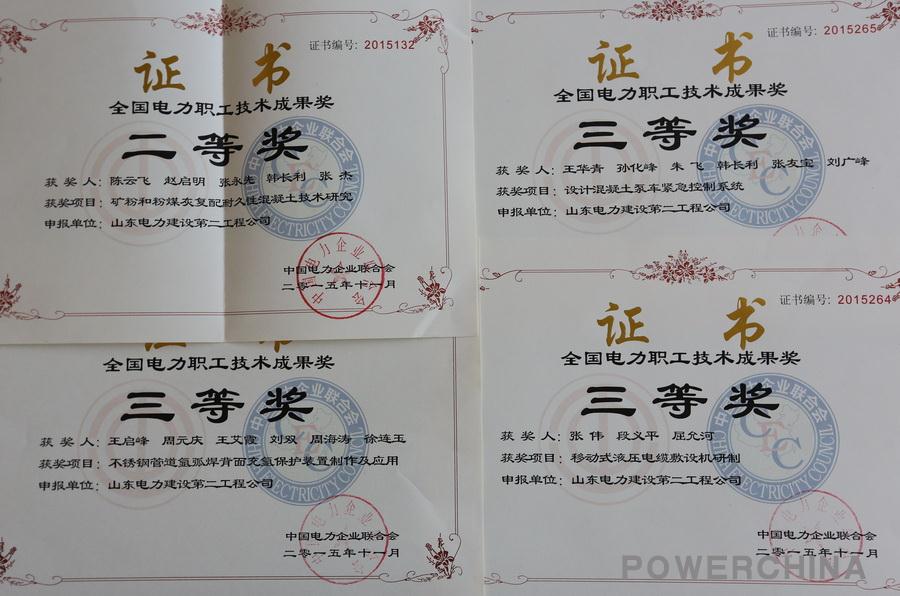 证书编号: 2015132
证 书
全国电力职工技术成果奖
二等奖
获 奖 人: 陈云飞 赵启明 张永先 韩长利 张 杰
获奖项目: 矿粉和粉煤灰复配耐久性混凝土技术研究
申报单位: 山东电力建设第二工程公司
中国电力企业联合会
二零一五年十一月
证书编号: 2015265
证 书
全国电力职工技术成果奖
三等奖
获 奖 人: 王华青 孙化峰 朱 飞 韩长利 张友宝 刘广峰
获奖项目: 设计混凝土泵车紧急控制系统
申报单位: 山东电力建设第二工程公司
全国电力职工技术成果奖
三等奖
获 奖 人: 王启峰 周元庆 王艾霞 刘双 周海涛 徐连玉
获奖项目: 不锈钢管道氩弧焊背面充氩保护装置制作及应用
申报单位: 山东电力建设第二工程公司
中国电力企业联合会
二零一五年十一月
证书编号: 2015264
证 书
全国电力职工技术成果奖
三等奖
获 奖 人: 张 伟 段义平 屈允河
获奖项目: 移动式液压电缆敷设机研制
申报单位: 山东电力建设第二工程公司
中国电力企业联合会
二零一五年十一月
POWERCHINA